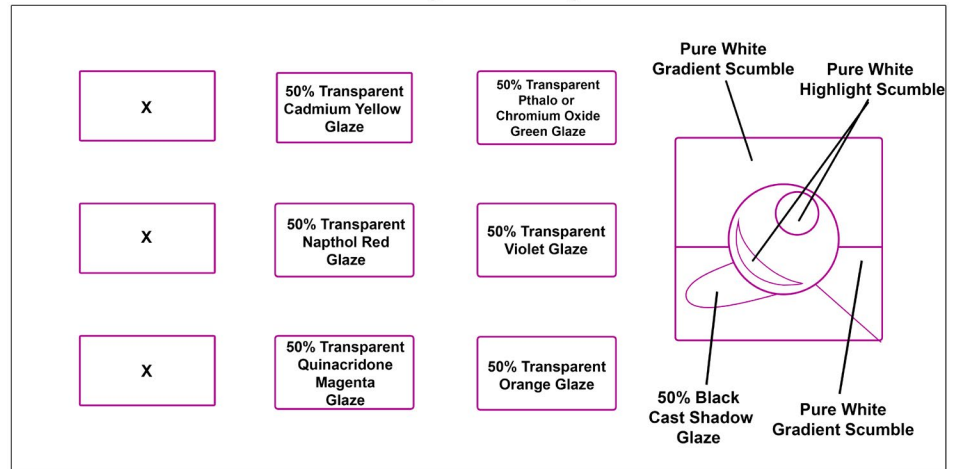 X
50% Transparent
Cadmium Yellow
Glaze
50% Transparent
Pthalo or
Chromium Oxide
Green Glaze
Pure White
Gradient Scumble
Pure White
Highlight Scumble
X
50% Transparent
Napthol Red
Glaze
50% Transparent
Violet Glaze
X
50% Transparent
Quinacridone
Magenta
Glaze
50% Transparent
Orange Glaze
50% Black
Cast Shadow
Glaze
Pure White
Gradient Scumble